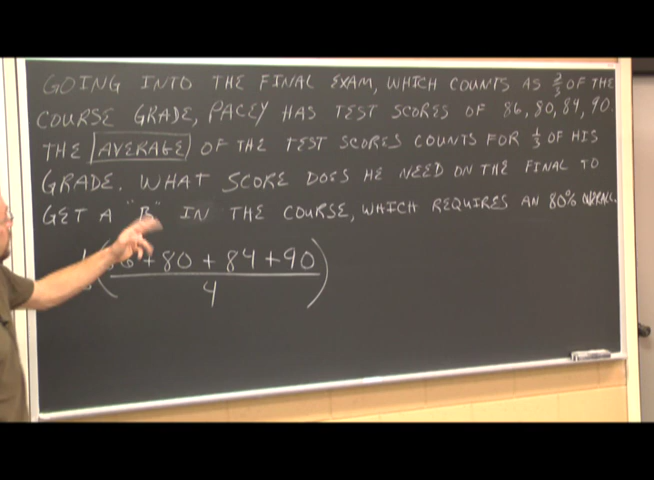 GOING INTO THE FINAL EXAM, WHICH COUNTS AS 2/3 OF THE
COURSE GRADE, PACEY HAS TEST SCORES OF 86, 80, 84, 90.
THE AVERAGE OF THE TEST SCORES COUNTS FOR 1/3 OF HIS
GRADE. WHAT SCORE DOES HE NEED ON THE FINAL TO
GET A "B" IN THE COURSE, WHICH REQUIRES AN 80% OVERALL.
( 86 + 80 + 84 + 90 )
4